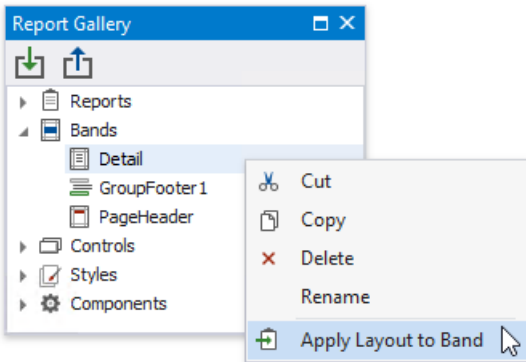 Report Gallery
Reports
Bands
Detail
GroupFooter1
PageHeader
Controls
Styles
Components
Cut
Copy
Delete
Rename
Apply Layout to Band